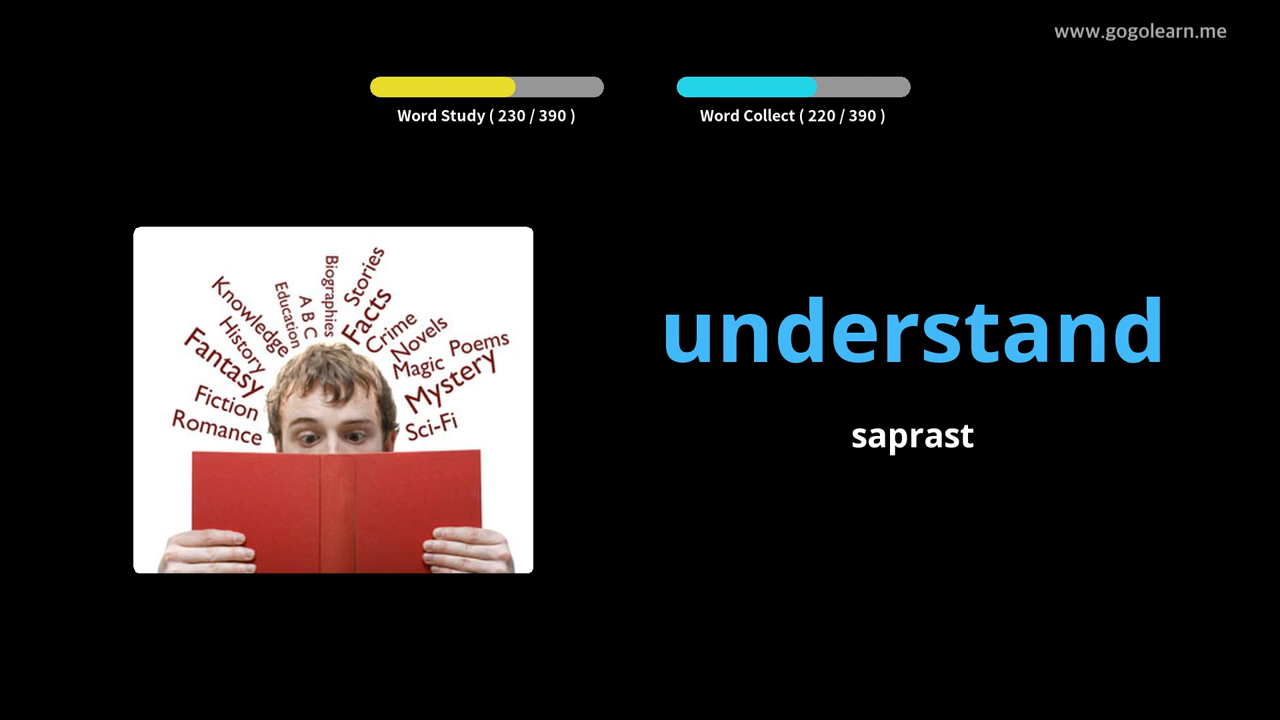 www.gogolearn.me
Word Study ( 230 / 390 )
Word Collect ( 220 / 390 )
Biographies
Stories
Education
A B C
Facts
Knowledge
Crime
History
Novels
Fantasy
Magic
Poems
Mystery
Fiction
Romance
Sci-Fi
understand
saprast